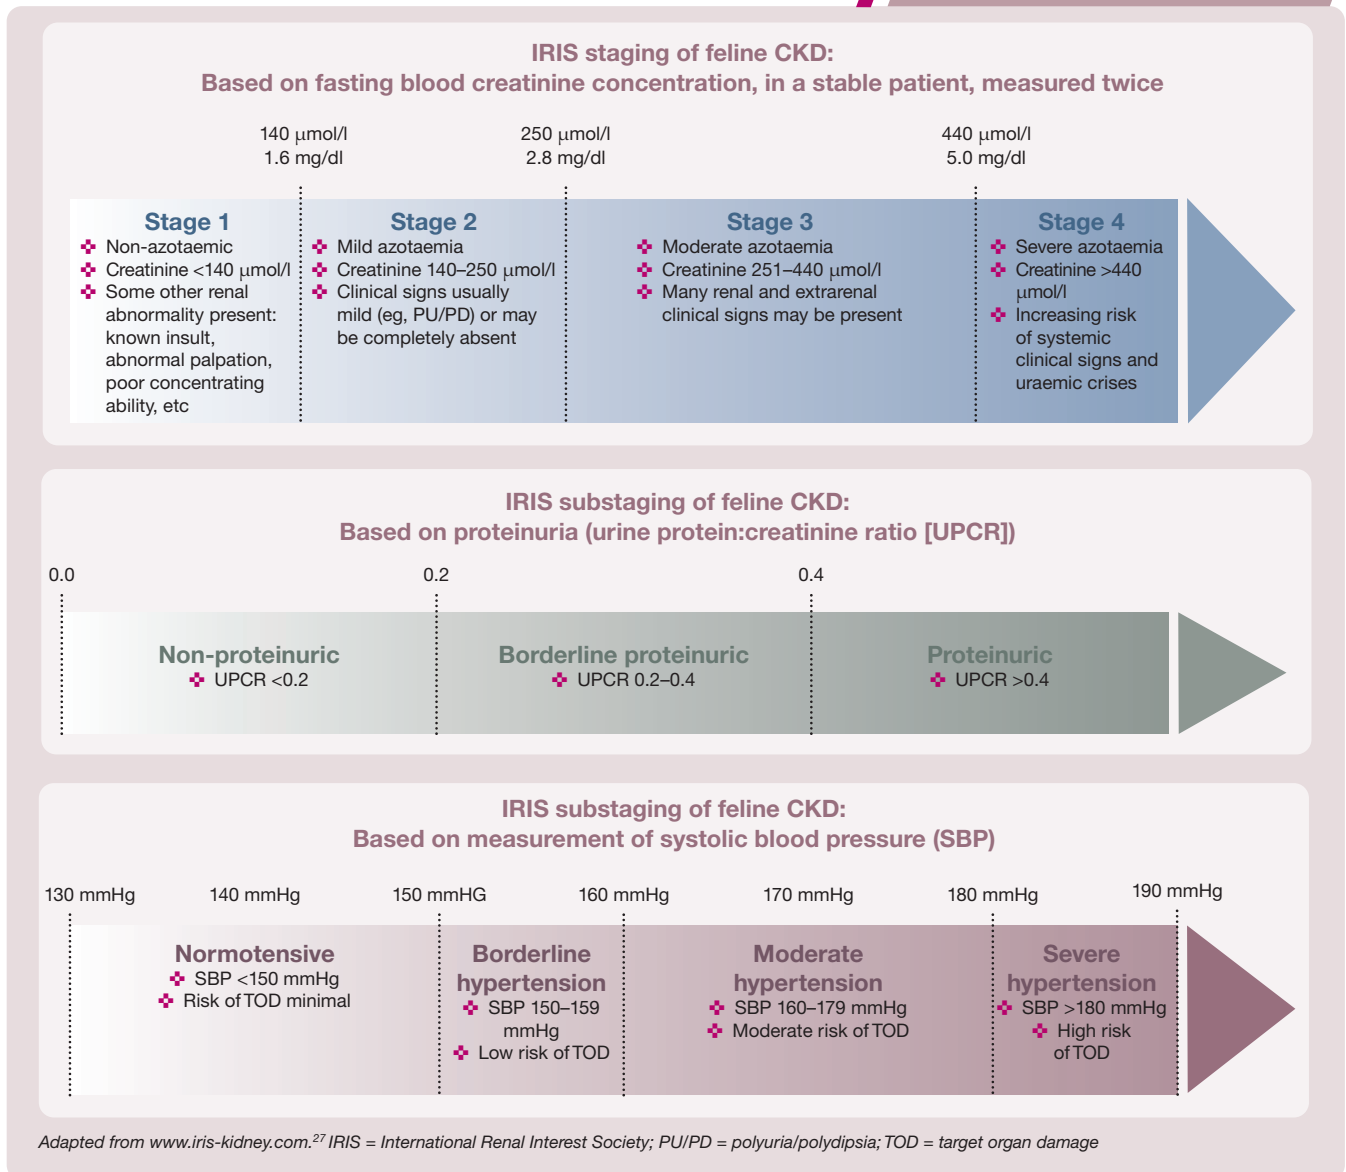 IRIS staging of feline CKD:
Based on fasting blood creatinine concentration, in a stable patient, measured twice
140 μmol/l
1.6 mg/dl
250 μmol/l
2.8 mg/dl
440 μmol/l
5.0 mg/dl
Stage 1
Non-azotaemic
Creatinine <140 μmol/l
Some other renal
abnormality present:
known insult,
abnormal palpation,
poor concentrating
ability, etc
Stage 2
Mild azotaemia
Creatinine 140–250 μmol/l
Clinical signs usually
mild (eg, PU/PD) or may
be completely absent
Stage 3
Moderate azotaemia
Creatinine 251–440 μmol/l
Many renal and extrarenal
clinical signs may be present
Stage 4
Severe azotaemia
Creatinine >440
μmol/l
Increasing risk
of systemic
clinical signs and
uraemic crises
IRIS substaging of feline CKD:
Based on proteinuria (urine protein:creatinine ratio [UPCR])
0.0
0.2
0.4
Non-proteinuric
UPCR <0.2
Borderline proteinuric
UPCR 0.2–0.4
Proteinuric
UPCR >0.4
IRIS substaging of feline CKD:
Based on measurement of systolic blood pressure (SBP)
130 mmHg
140 mmHg
150 mmHG
160 mmHg
170 mmHg
180 mmHg
190 mmHg
Normotensive
SBP <150 mmHg
Risk of TOD minimal
Borderline
hypertension
SBP 150–159
mmHg
Low risk of TOD
Moderate
hypertension
SBP 160–179 mmHg
Moderate risk of TOD
Severe
hypertension
SBP >180 mmHg
High risk
of TOD
Adapted from www.iris-kidney.com.27 IRIS = International Renal Interest Society; PU/PD = polyuria/polydipsia; TOD = target organ damage